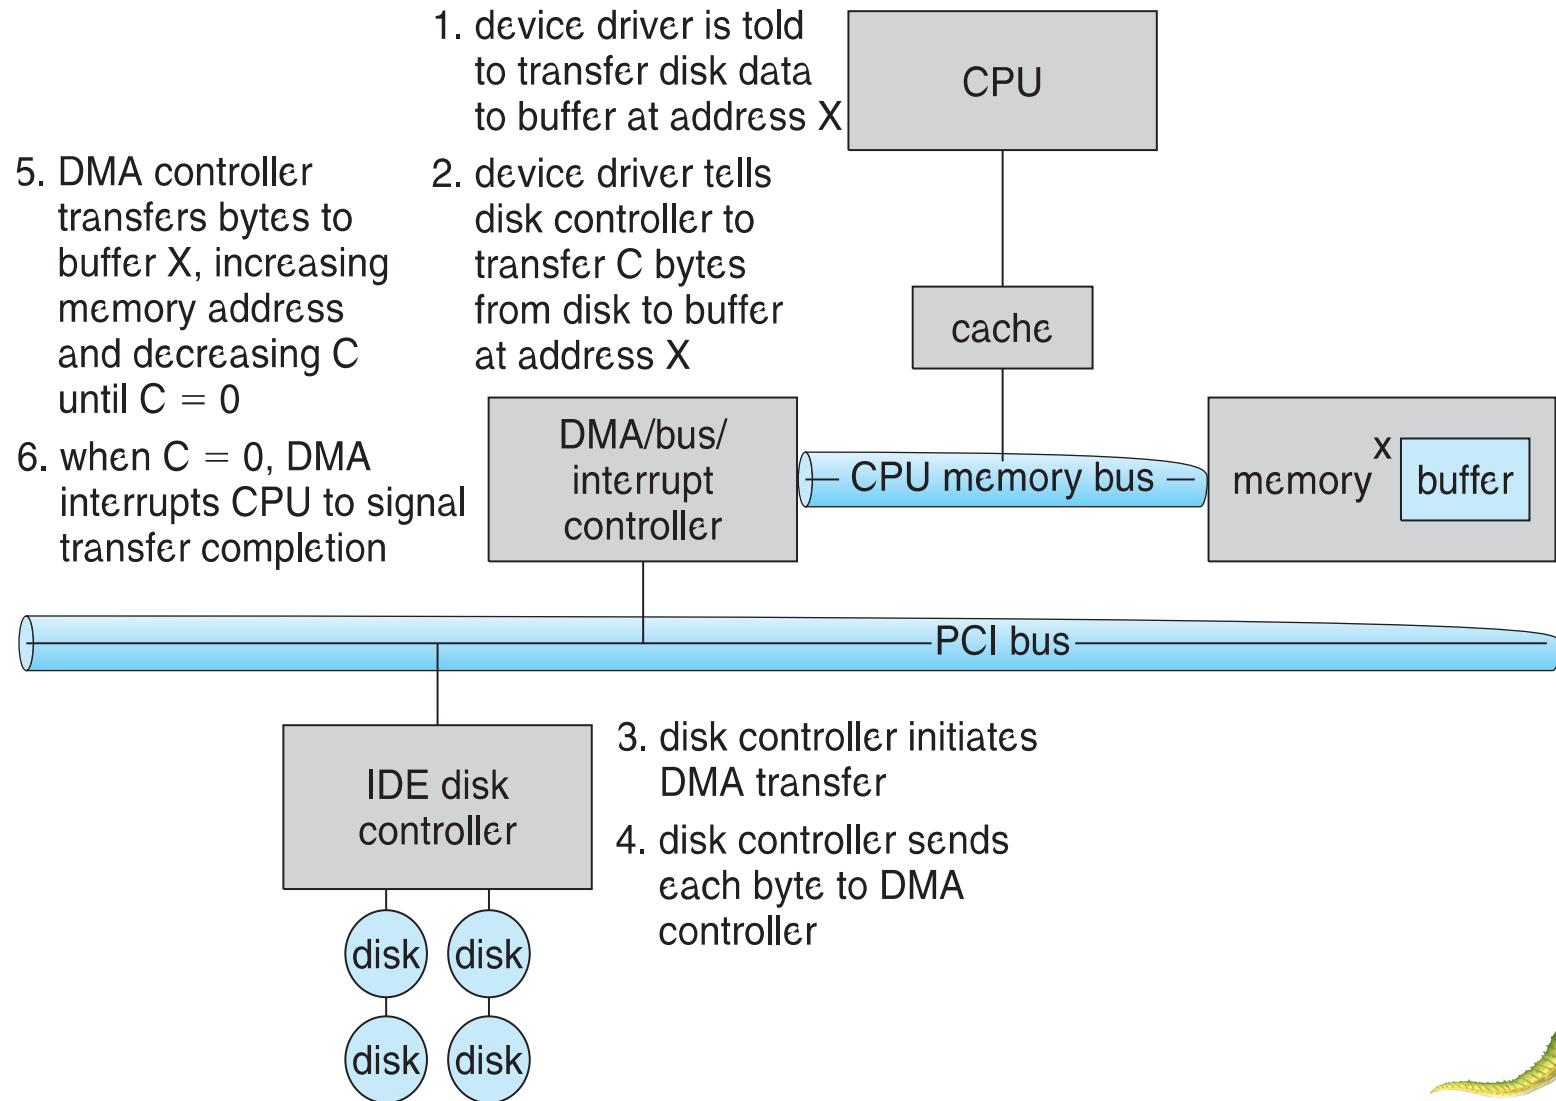 1. device driver is told
to transfer disk data
to buffer at address X
2. device driver tells
disk controller to
transfer C bytes
from disk to buffer
at address X
5. DMA controller
transfers bytes to
buffer X, increasing
memory address
and decreasing C
until C = 0
6. when C = 0, DMA
interrupts CPU to signal
transfer completion
CPU
cache
DMA/bus/
interrupt
controller
CPU memory bus
memory
x
buffer
PCI bus
IDE disk
controller
3. disk controller initiates
DMA transfer
4. disk controller sends
each byte to DMA
controller
disk
disk
disk
disk